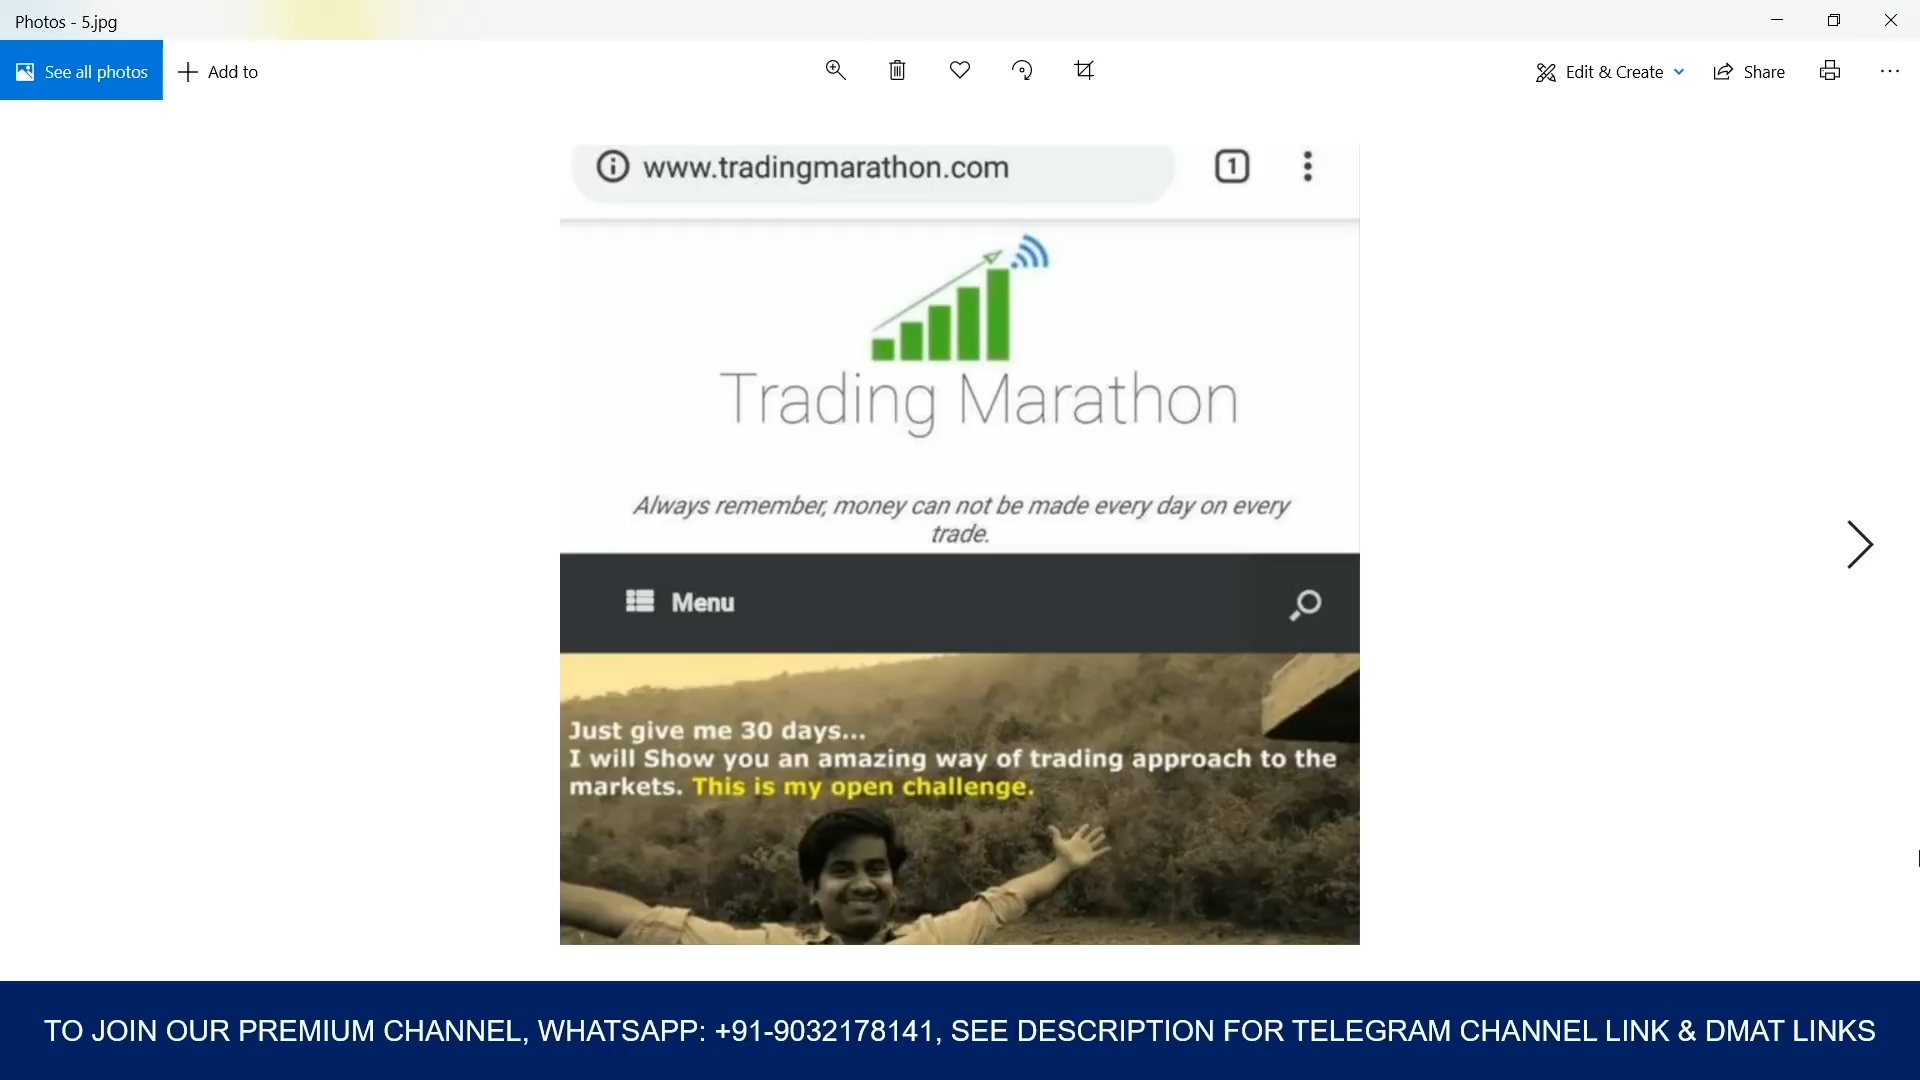 Photos - 5.jpg
See all photos
Add to
Edit & Create
Share
www.tradingmarathon.com
1
Trading Marathon
Always remember, money can not be made every day on every
trade.
Menu
Just give me 30 days...
I will Show you an amazing way of trading approach to the
markets. This is my open challenge.
TO JOIN OUR PREMIUM CHANNEL, WHATSAPP: +91-9032178141, SEE DESCRIPTION FOR TELEGRAM CHANNEL LINK & DMAT LINKS